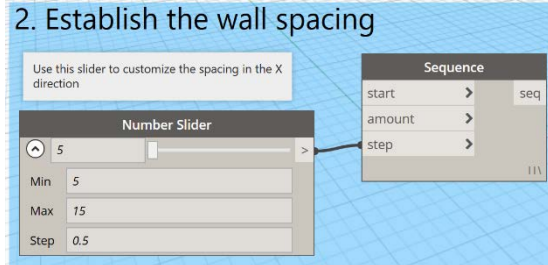 2. Establish the wall spacing
Use this slider to customize the spacing in the X
direction
Number Slider
5
>
Min 5
Max 15
Step 0.5
Sequence
start > seq
amount >
step >